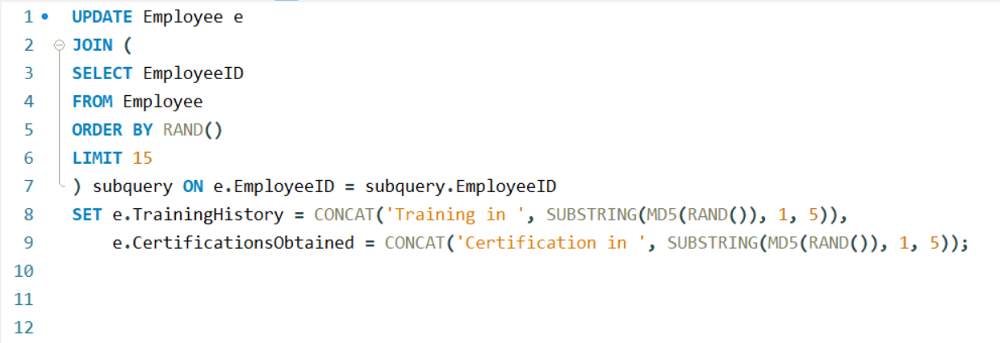 1 UPDATE Employee e
2 JOIN (
3 SELECT EmployeeID
4 FROM Employee
5 ORDER BY RAND()
6 LIMIT 15
7 ) subquery ON e.EmployeeID = subquery.EmployeeID
8 SET e.TrainingHistory = CONCAT('Training in ', SUBSTRING(MD5(RAND()), 1, 5)),
9     e.CertificationsObtained = CONCAT('Certification in ', SUBSTRING(MD5(RAND()), 1, 5));
10
11
12